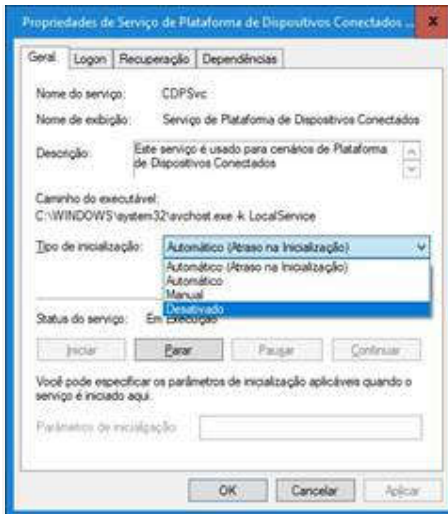 Propriedades de Serviço de Plataforma de Dispositivos Conectados ...
Geral Logon Recuperação Dependências
Nome do serviço: CDPSvc
Nome de exibição: Serviço de Plataforma de Dispositivos Conectados
Descrição: Este serviço é usado para cenários de Plataforma
de Dispositivos Conectados
Caminho do executável:
C:\WINDOWS\system32\svchost.exe -k LocalService
Tipo de inicialização: Automático (Atraso na Inicialização)
Automático (Atraso na Inicialização)
Automático
Manual
Desativado
Status do serviço: Em Execução
Iniciar Parar Pausar Continuar
Você pode especificar os parâmetros de inicialização aplicáveis quando o
serviço é iniciado aqui.
Parâmetros de inicialização:
OK Cancelar Aplicar